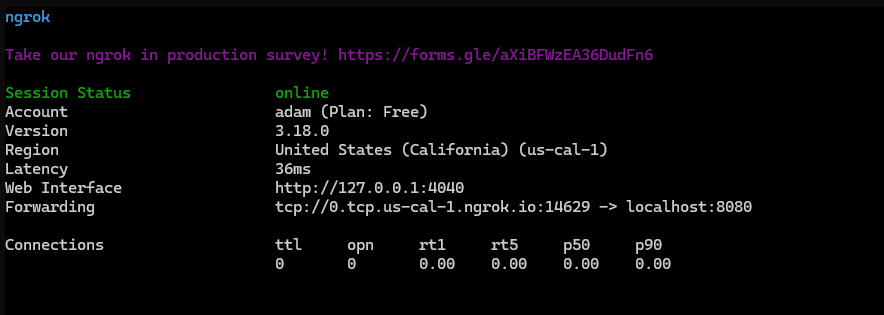 ngrok
Take our ngrok in production survey! https://forms.gle/aXiBFWzEA36DudFn6
Session Status online
Account adam (Plan: Free)
Version 3.18.0
Region United States (California) (us-cal-1)
Latency 36ms
Web Interface http://127.0.0.1:4040
Forwarding tcp://0.tcp.us-cal-1.ngrok.io:14629 -> localhost:8080
Connections ttl opn rt1 rt5 p50 p90
0 0 0.00 0.00 0.00 0.00